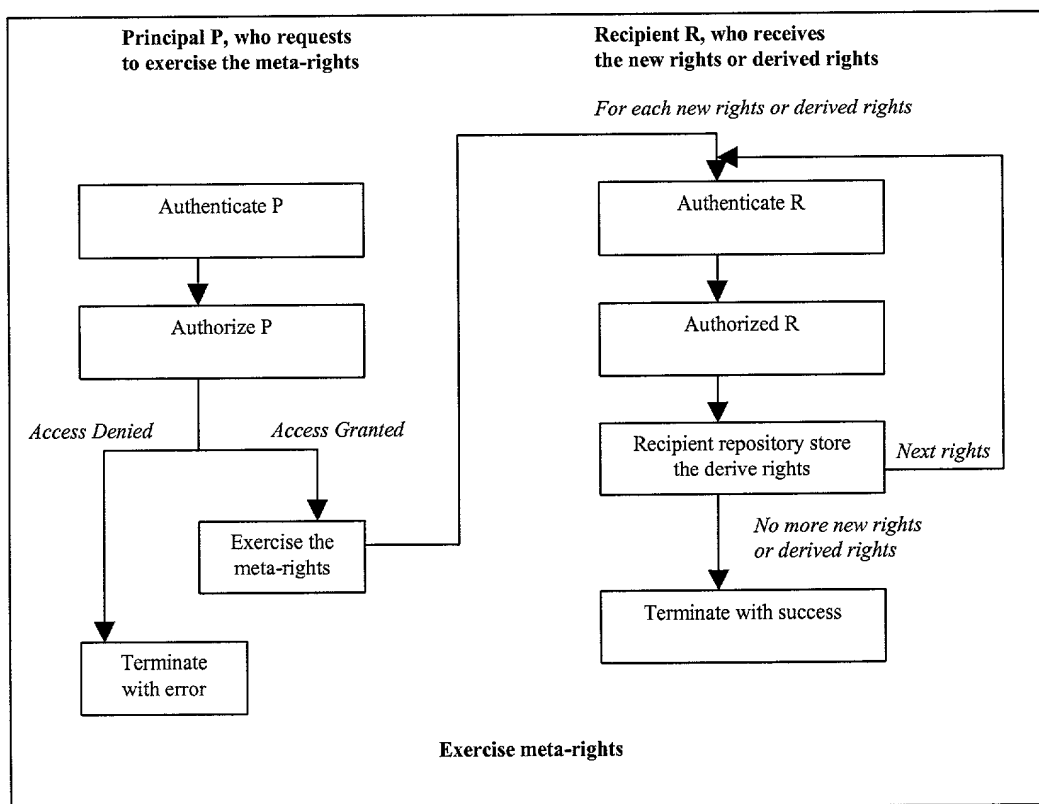 Principal P, who requests
to exercise the meta-rights
Recipient R, who receives
the new rights or derived rights
For each new rights or derived rights
Authenticate P
Authenticate R
Authorize P
Authorized R
Access Denied
Access Granted
Recipient repository store
the derive rights
Next rights
Exercise the
meta-rights
No more new rights
or derived rights
Terminate with success
Terminate
with error
Exercise meta-rights